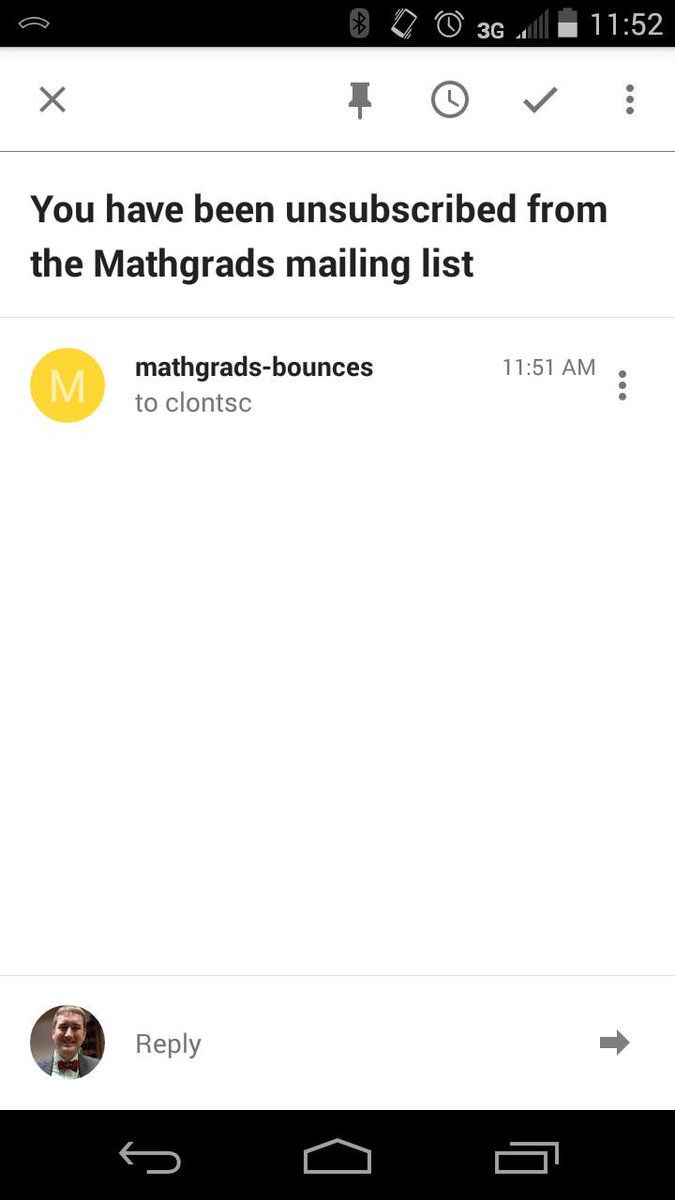 3G 11:52
You have been unsubscribed from
the Mathgrads mailing list
M
mathgrads-bounces 11:51 AM
to clontsc
Reply